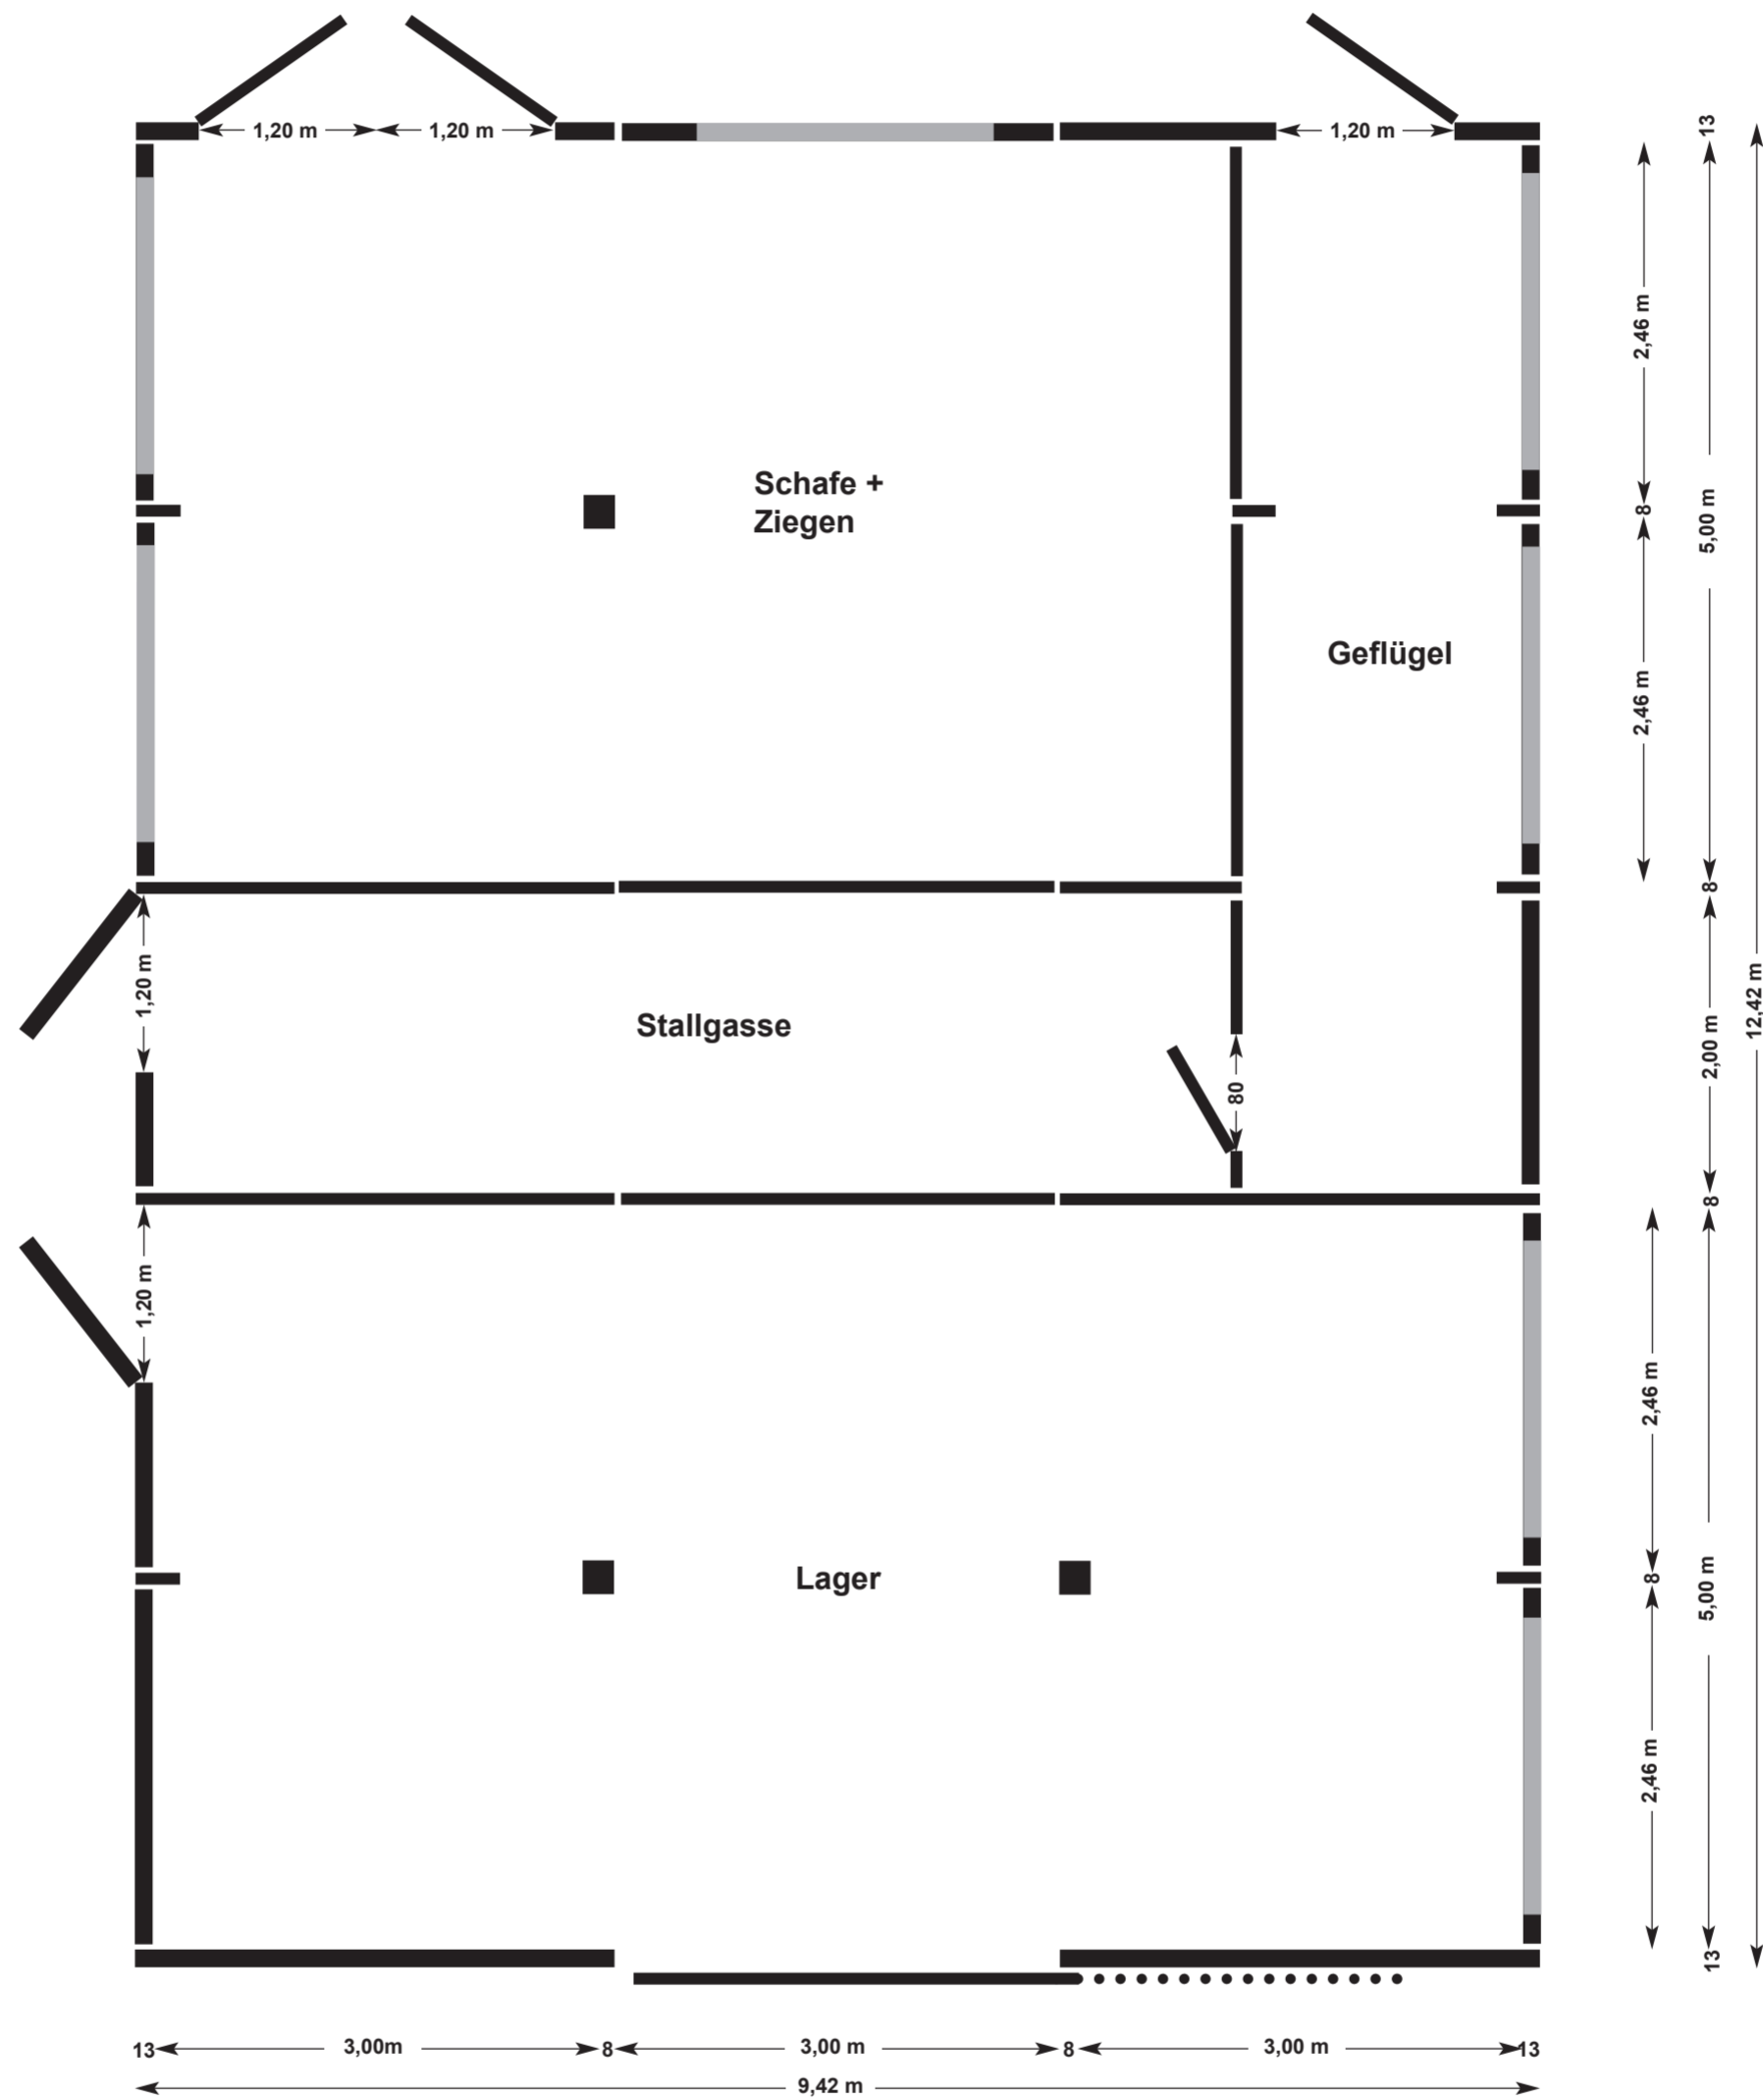 1,20 m
1,20 m
1,20 m
13
2,46 m
Schafe +
Ziegen
8
5,00 m
Geflügel
2,46 m
8
1,20 m
Stallgasse
80
2,00 m
12,42 m
8
1,20 m
2,46 m
Lager
8
5,00 m
2,46 m
13
13
3,00m
8
3,00 m
8
3,00 m
13
9,42 m